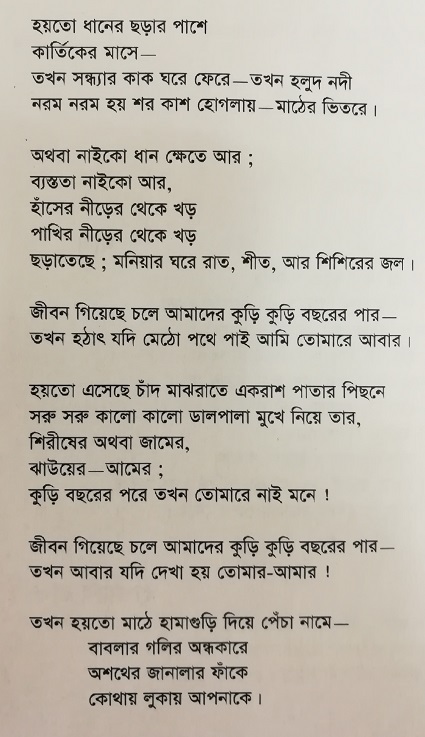 হয়তো ধানের ছড়ার পাশে
কার্তিকের মাসে—
তখন সন্ধ্যার কাক ঘরে ফেরে—তখন হলুদ নদী
নরম নরম হয় শর কাশ হোগলায়—মাঠের ভিতরে।
অথবা নাইকো ধান ক্ষেতে আর;
ব্যস্ততা নাইকো আর,
হাঁসের নীড়ের থেকে খড়
পাখির নীড়ের থেকে খড়
ছড়াতেছে; মনিয়ার ঘরে রাত, শীত, আর শিশিরের জল।
জীবন গিয়েছে চলে আমাদের কুড়ি কুড়ি বছরের পার—
তখন হঠাৎ যদি মেঠো পথে পাই আমি তোমারে আবার।
হয়তো এসেছে চাঁদ মাঝরাতে একরাশ পাতার পিছনে
সরু সরু কালো কালো ডালপালা মুখে নিয়ে তার,
শিরীষের অথবা জামের,
ঝাউয়ের—আমের;
কুড়ি বছরের পরে তখন তোমারে নাই মনে!
জীবন গিয়েছে চলে আমাদের কুড়ি কুড়ি বছরের পার—
তখন আবার যদি দেখা হয় তোমার-আমার!
তখন হয়তো মাঠে হামাগুড়ি দিয়ে পেঁচা নামে—
বাবলার গলির অন্ধকারে
অশথের জানালার ফাঁকে
কোথায় লুকায় আপনাকে।